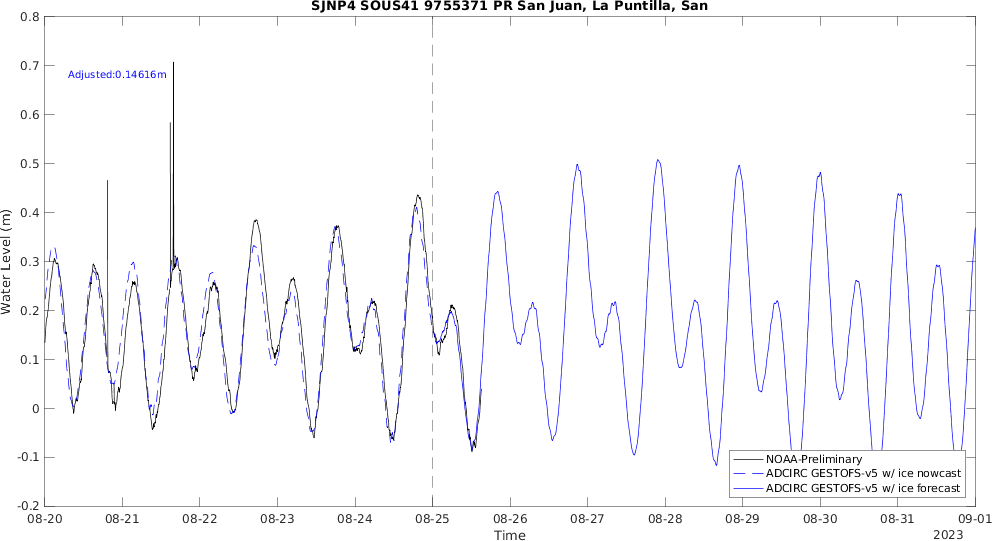 SJNP4 SOUS41 9755371 PR San Juan, La Puntilla, San
0.8
0.7
0.6
0.5
0.4
0.3
0.2
0.1
0
-0.1
-0.2
Water Level (m)
Adjusted:0.14616m
NOAA-Preliminary
ADCIRC GESTOFS-v5 w/ ice nowcast
ADCIRC GESTOFS-v5 w/ ice forecast
08-20 08-21 08-22 08-23 08-24 08-25 08-26 08-27 08-28 08-29 08-30 08-31 09-01
Time
2023